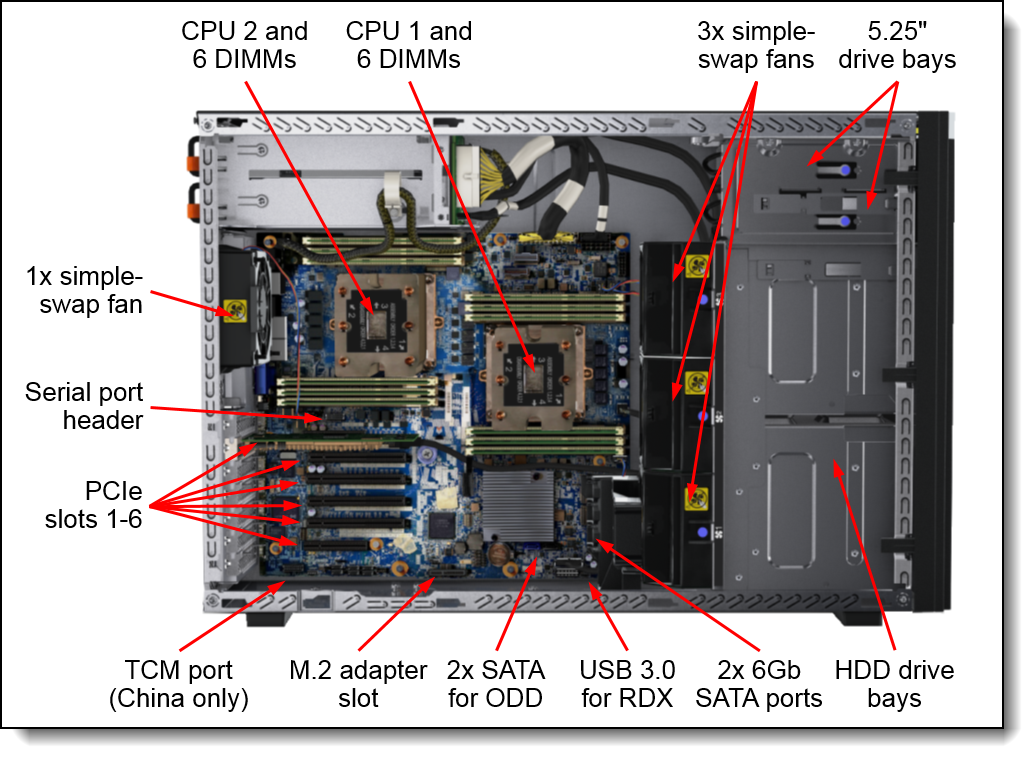 CPU 2 and
6 DIMMs
CPU 1 and
6 DIMMs
3x simple-
swap fans
5.25"
drive bays
1x simple-
swap fan
Serial port
header
PCIe
slots 1-6
TCM port
(China only)
M.2 adapter
slot
2x SATA
for ODD
USB 3.0
for RDX
2x 6Gb
SATA ports
HDD drive
bays